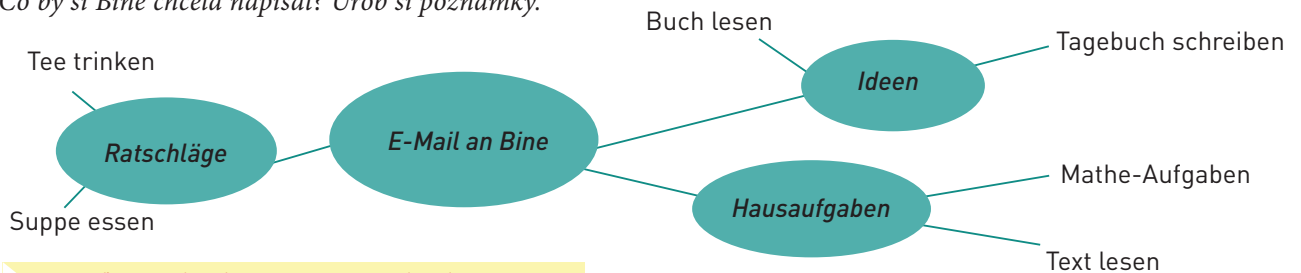 Čo by si Bine chcela napísať? Urob si poznámky.
Buch lesen
Tagebuch schreiben
Tee trinken
Ideen
E-Mail an Bine
Ratschläge
Mathe-Aufgaben
Hausaufgaben
Suppe essen
Text lesen